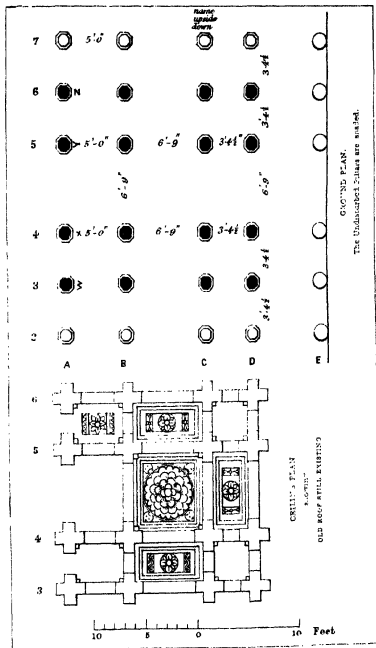 name
upside
down
7 5'-0"
3'-4½
6 N
3'-4½
5 5'-0" 6'-9" 3'4½"
6'-9" 6'-9"
4 x 5'-0" 6'-9" 3'-4½
3'4½
3 W
3'-4½
2
A B C D E
GROUND PLAN.
The Undisturbed Pillars are shaded.
6
5
4
3
CEILING PLAN
OLD ROOF STILL EXISTING
10 5 0 10 Feet